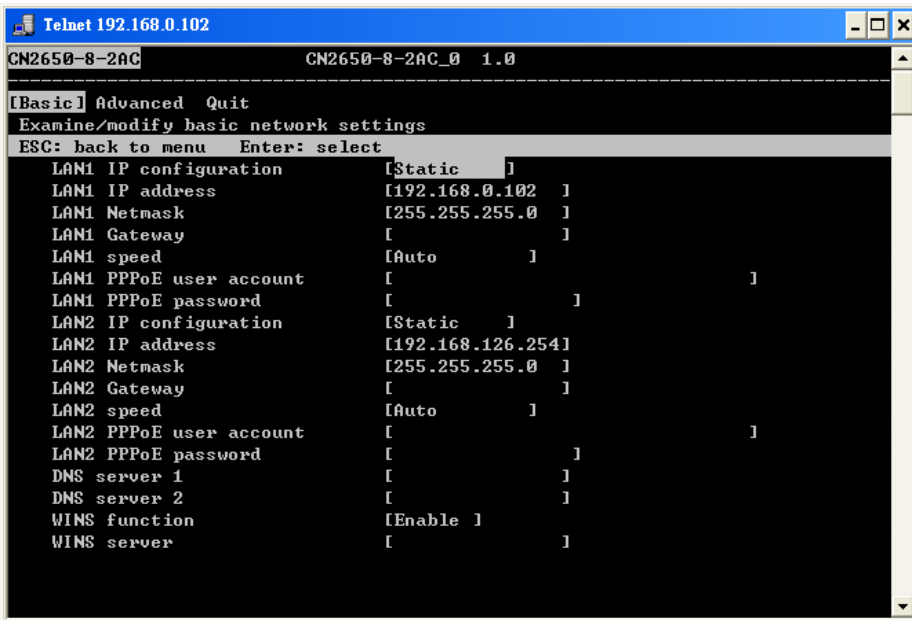 Telnet 192.168.0.102
CN2650-8-2AC CN2650-8-2AC_0 1.0
--------------------------------------------------------------------------------
[Basic] Advanced Quit
Examine/modify basic network settings
ESC: back to menu Enter: select
LAN1 IP configuration [Static ]
LAN1 IP address [192.168.0.102 ]
LAN1 Netmask [255.255.255.0 ]
LAN1 Gateway [ ]
LAN1 speed [Auto ]
LAN1 PPPoE user account [ ]
LAN1 PPPoE password [ ]
LAN2 IP configuration [Static ]
LAN2 IP address [192.168.126.254]
LAN2 Netmask [255.255.255.0 ]
LAN2 Gateway [ ]
LAN2 speed [Auto ]
LAN2 PPPoE user account [ ]
LAN2 PPPoE password [ ]
DNS server 1 [ ]
DNS server 2 [ ]
WINS function [Enable ]
WINS server [ ]